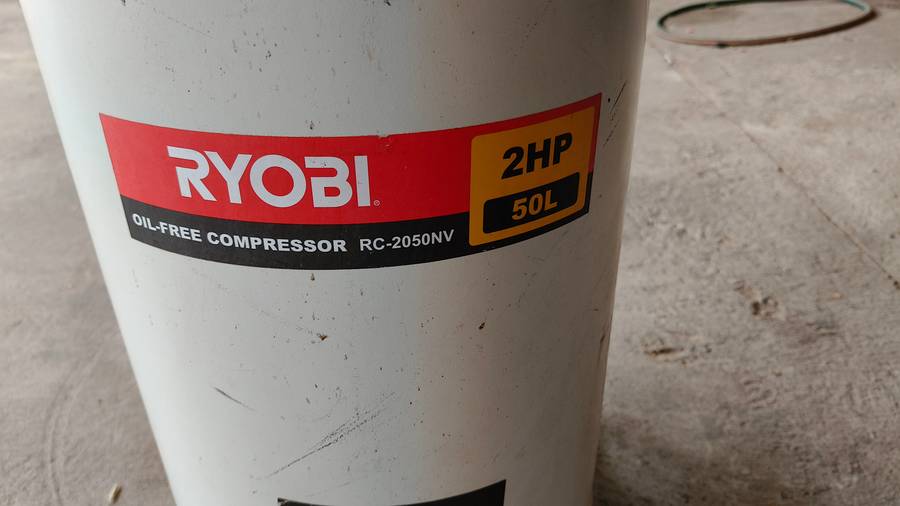 RYOBI®
OIL-FREE COMPRESSOR RC-2050NV
2HP
50L